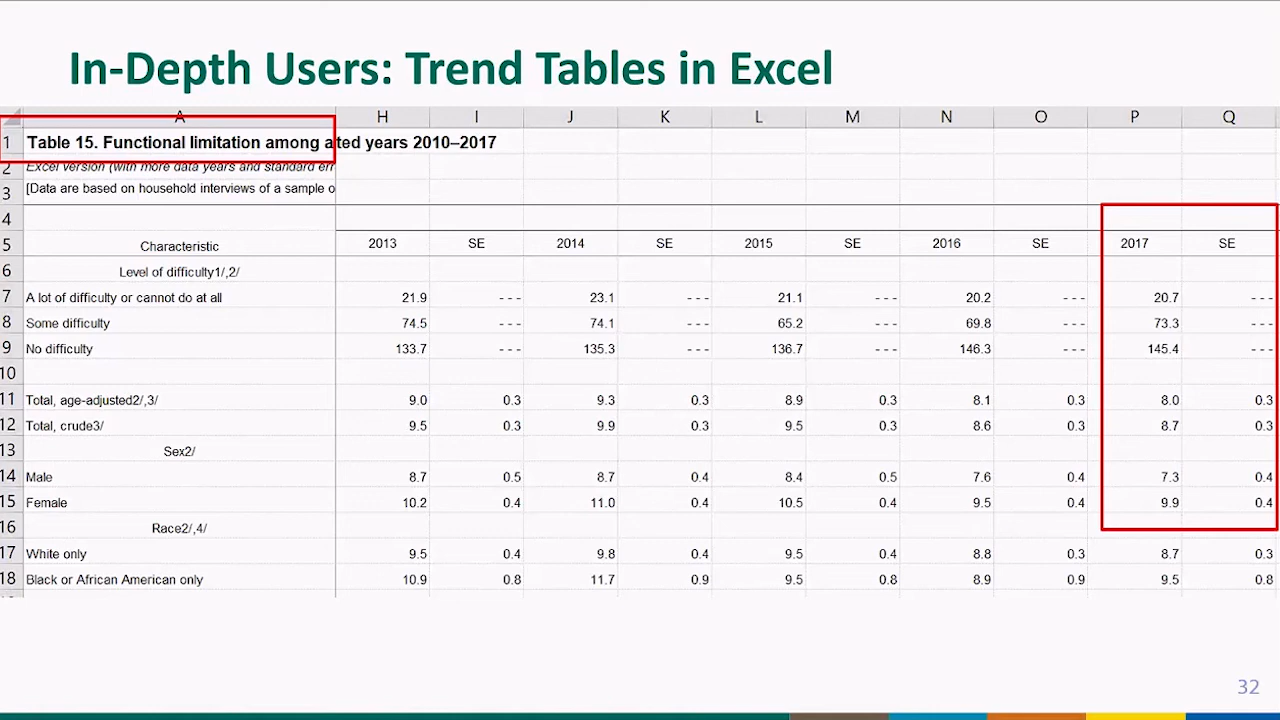 In-Depth Users: Trend Tables in Excel
A H I J K L M N O P Q
1 Table 15. Functional limitation among a ted years 2010–2017
2 Excel version (with more data years and standard err
3 [Data are based on household interviews of a sample o
4
5 Characteristic 2013 SE 2014 SE 2015 SE 2016 SE 2017 SE
6 Level of difficulty1/,2/
7 A lot of difficulty or cannot do at all 21.9 - - - 23.1 - - - 21.1 - - - 20.2 - - - 20.7 - - -
8 Some difficulty 74.5 - - - 74.1 - - - 65.2 - - - 69.8 - - - 73.3 - - -
9 No difficulty 133.7 - - - 135.3 - - - 136.7 - - - 146.3 - - - 145.4 - - -
10
11 Total, age-adjusted2/,3/ 9.0 0.3 9.3 0.3 8.9 0.3 8.1 0.3 8.0 0.3
12 Total, crude3/ 9.5 0.3 9.9 0.3 9.5 0.3 8.6 0.3 8.7 0.3
13 Sex2/
14 Male 8.7 0.5 8.7 0.4 8.4 0.5 7.6 0.4 7.3 0.4
15 Female 10.2 0.4 11.0 0.4 10.5 0.4 9.5 0.4 9.9 0.4
16 Race2/,4/
17 White only 9.5 0.4 9.8 0.4 9.5 0.4 8.8 0.3 8.7 0.3
18 Black or African American only 10.9 0.8 11.7 0.9 9.5 0.8 8.9 0.9 9.5 0.8
32